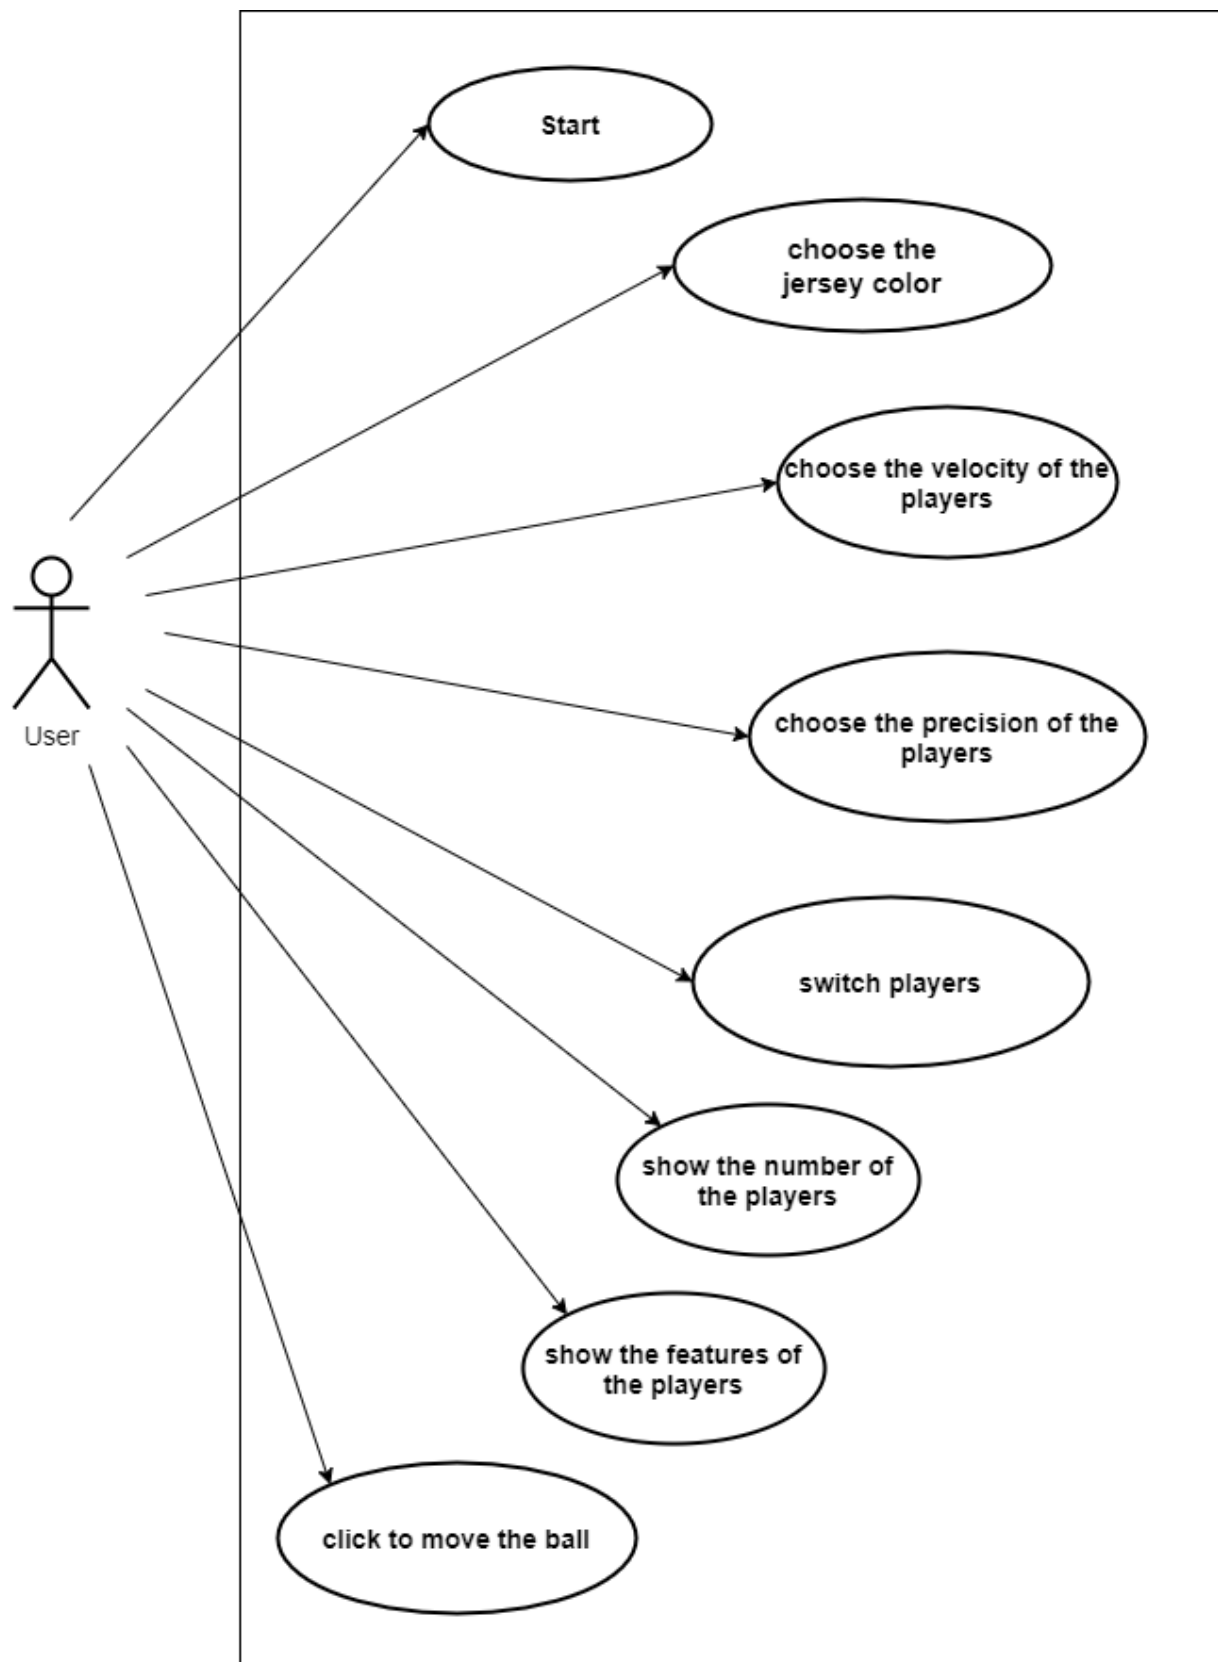 Start
choose the
jersey color
choose the velocity of the
players
choose the precision of the
players
User
switch players
show the number of
the players
show the features of
the players
click to move the ball